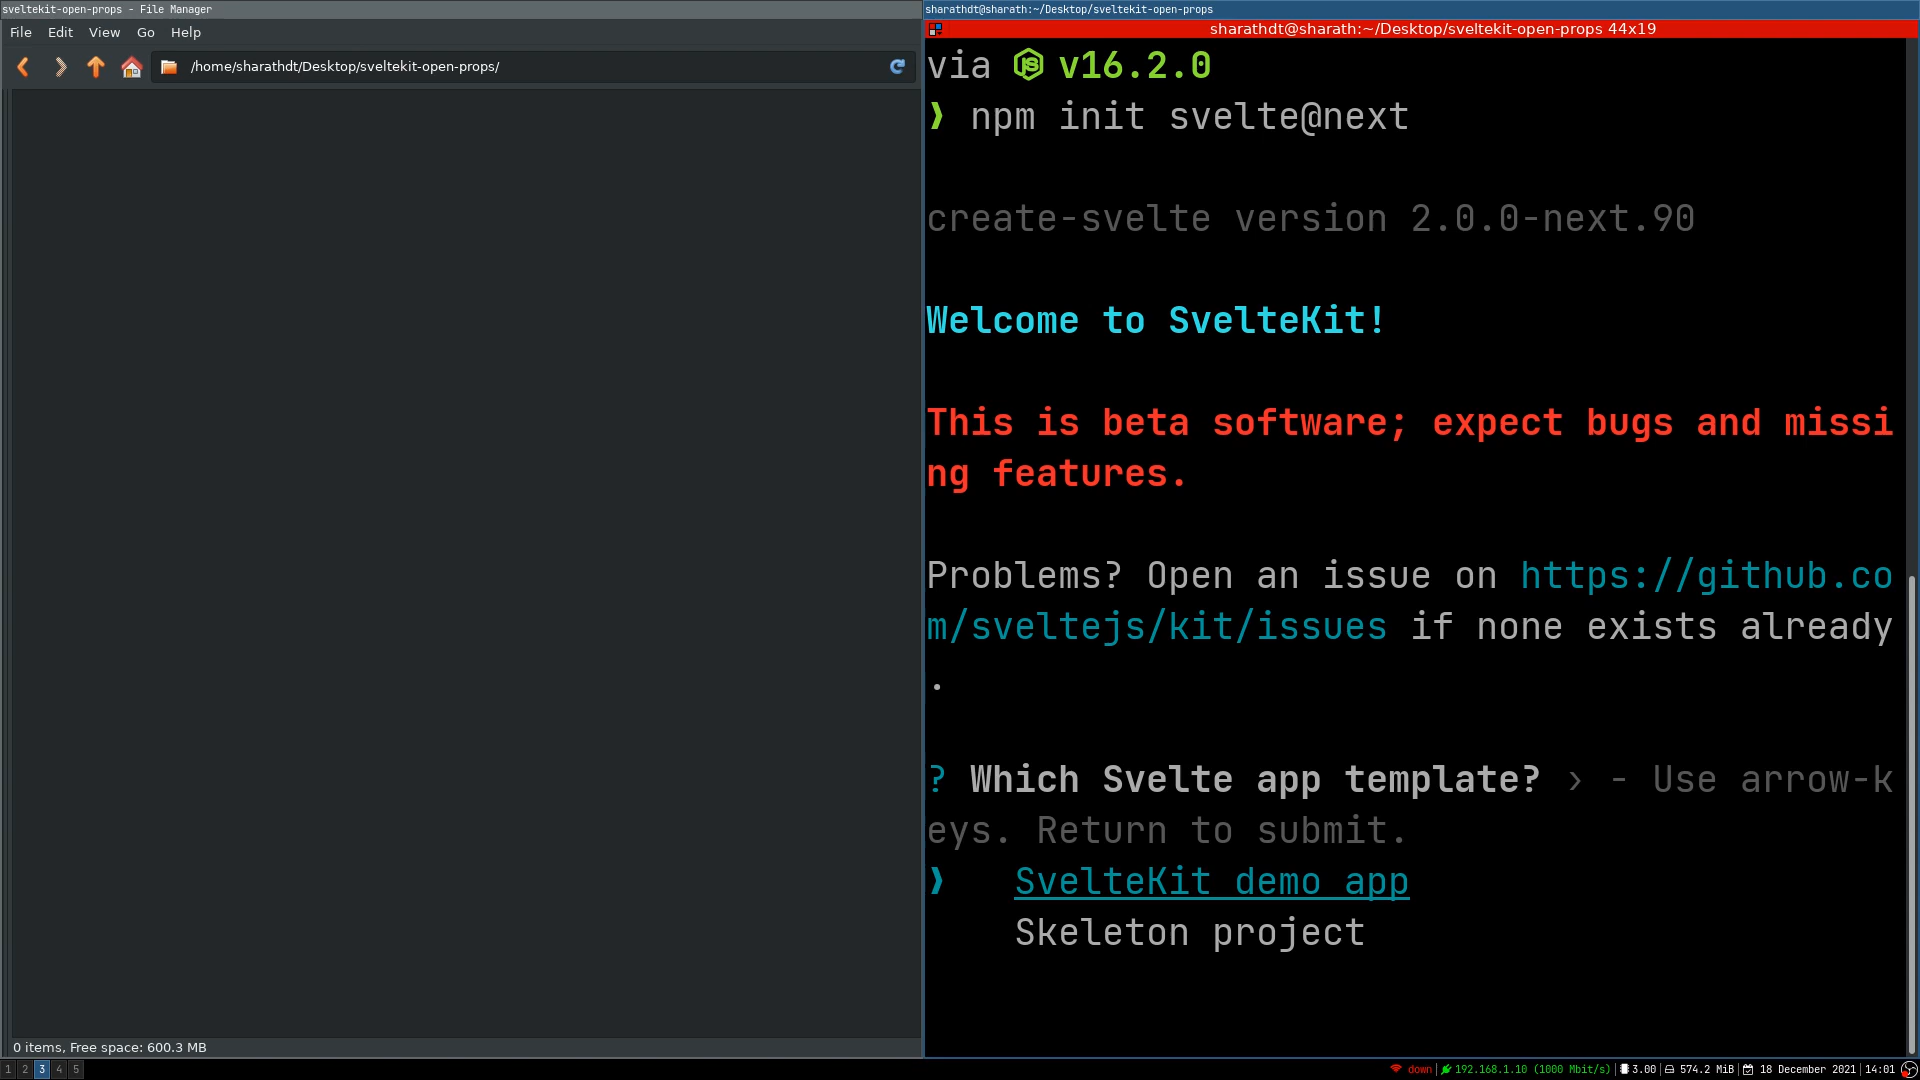 sveltekit-open-props - File Manager
File Edit View Go Help
/home/sharathdt/Desktop/sveltekit-open-props/
0 items, Free space: 600.3 MB
sharathdt@sharath:~/Desktop/sveltekit-open-props
sharathdt@sharath:~/Desktop/sveltekit-open-props 44x19
via JS v16.2.0
❱ npm init svelte@next
create-svelte version 2.0.0-next.90
Welcome to SvelteKit!
This is beta software; expect bugs and missi
ng features.
Problems? Open an issue on https://github.co
m/sveltejs/kit/issues if none exists already
.
? Which Svelte app template? › - Use arrow-k
eys. Return to submit.
❱ SvelteKit demo app
Skeleton project
1 2 3 4 5
down 192.168.1.10 (1000 Mbit/s) 3.00 574.2 MiB 18 December 2021 14:01